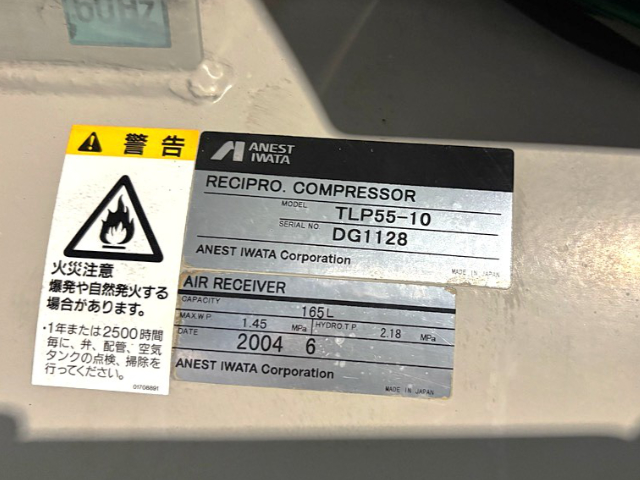 60Hz
警告
火災注意
爆発や自然発火する
場合があります。
・1年または2500時間
毎に、弁、配管、空気
タンクの点検、掃除を
行ってください。
01708891
ANEST
IWATA
RECIPRO. COMPRESSOR
MODEL TLP55-10
SERIAL NO DG1128
ANEST IWATA Corporation
MADE IN JAPAN
AIR RECEIVER
CAPACITY 165L
MAX.W.P 1.45 MPa HYDRO.T.P 2.18 MPa
DATE 2004 6
ANEST IWATA Corporation
MADE IN JAPAN